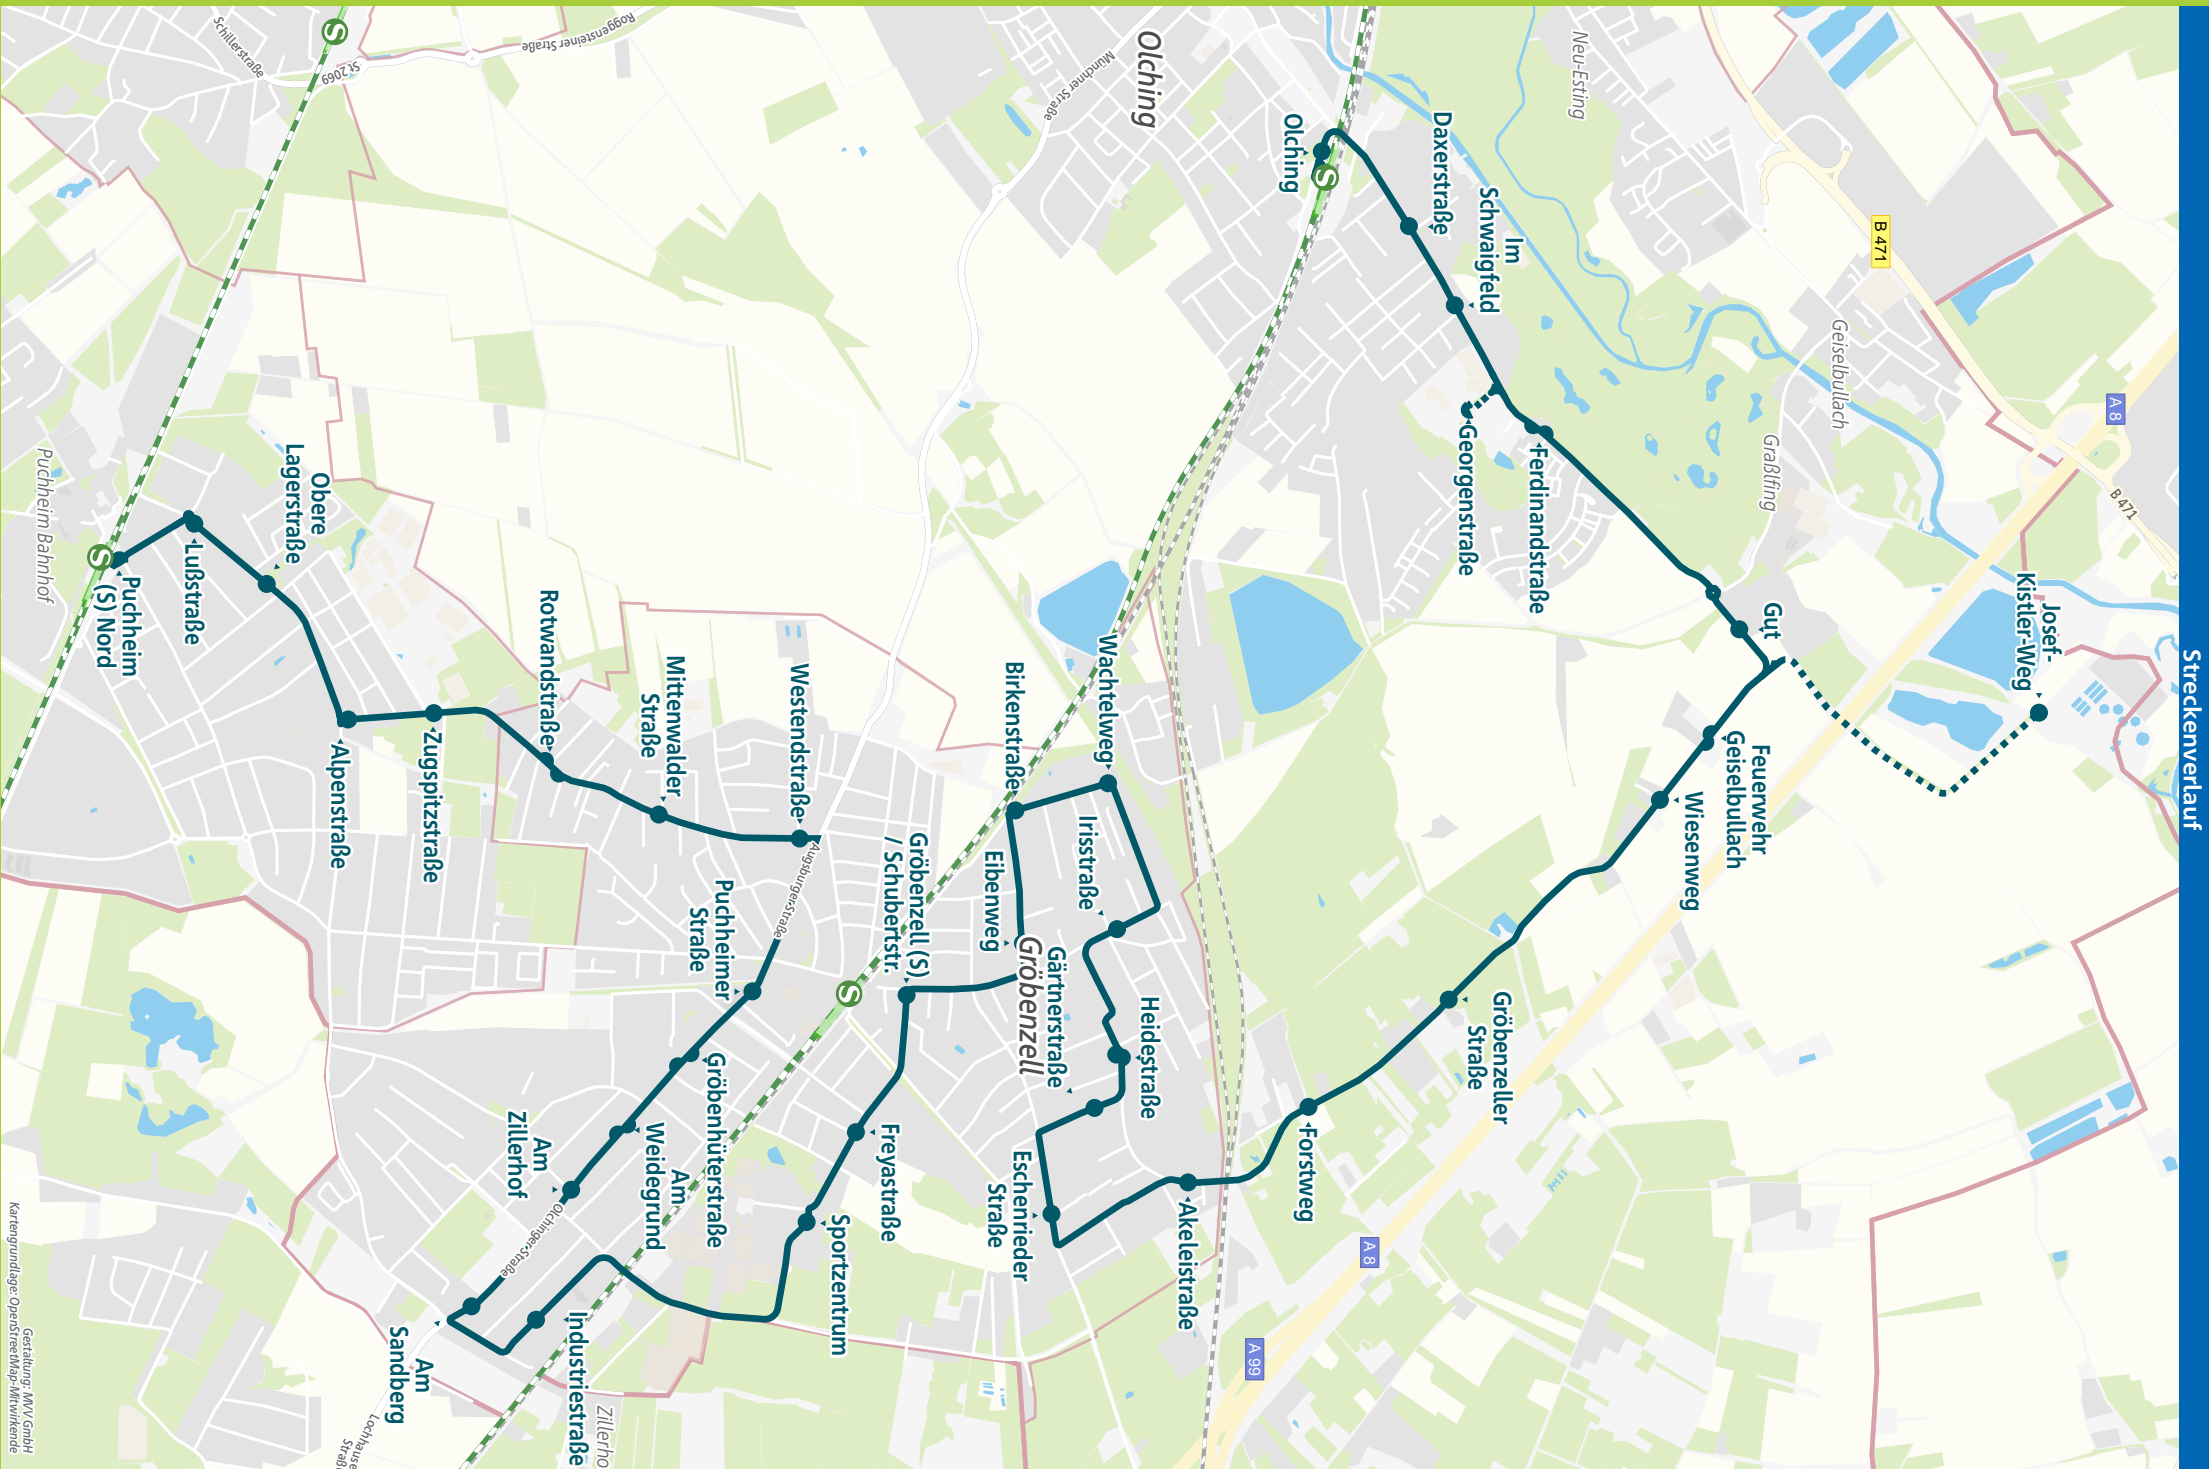 Streckenverlauf
Neu-Esting
B 471
A 8
B 471
Geiselbullach
Graßlfing
Josef-
Kistler-Weg
Olching
Münchner Straße
Roggensteiner Straße
St 2069
Schillerstraße
Olching
Daxerstraße
Im
Schwaigfeld
Georgenstraße
Ferdinandstraße
Gut
Feuerwehr
Geiselbullach
Wiesenweg
Gröbenzeller
Straße
Forstweg
Akeleistraße
Eschenrieder
Straße
Gärtnerstraße
Heidestraße
Irisstraße
Wachtelweg
Birkenstraße
Eibenweg
Gröbenzell
Gröbenzell (S)
/ Schubertstr.
Freyastraße
Sportzentrum
Industriestraße
Am
Sandberg
Am
Zillerhof
Am
Weidegrund
Gröbenhüterstraße
Puchheimer
Straße
Westendstraße
Mittenwalder
Straße
Rotwandstraße
Zugspitzstraße
Alpenstraße
Obere
Lagerstraße
Lußstraße
Puchheim
(S) Nord
Puchheim Bahnhof
Augsburger Straße
Olchinger Straße
Lochhause
Straß
Zillerho
A 8
A 99
S
S
S
S
Gestaltung: MVV GmbH
Kartengrundlage: OpenStreetMap-Mitwirkende